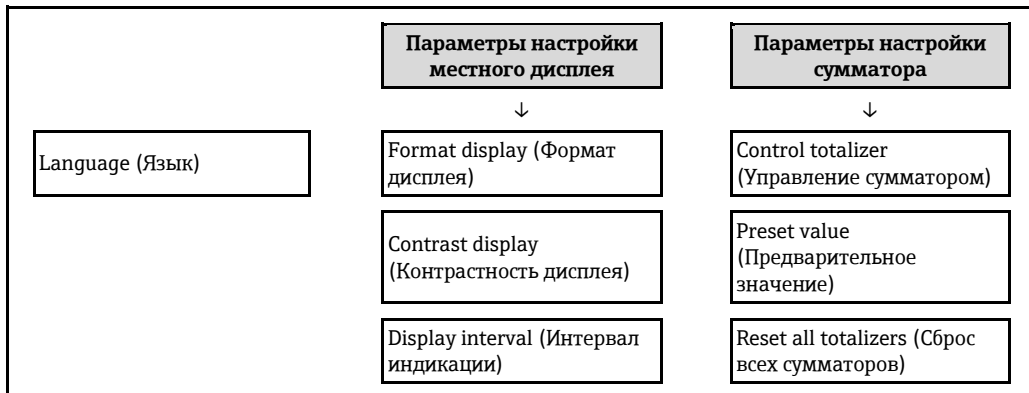 Параметры настройки
местного дисплея
Параметры настройки
сумматора
↓
↓
Language (Язык)
Format display (Формат
дисплея)
Control totalizer
(Управление сумматором)
Contrast display
(Контрастность дисплея)
Preset value
(Предварительное
значение)
Display interval (Интервал
индикации)
Reset all totalizers (Сброс
всех сумматоров)